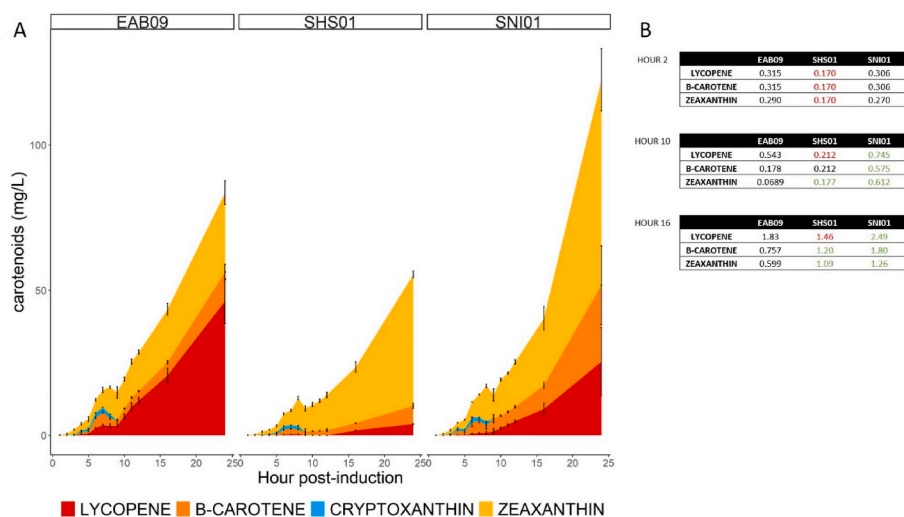 A
EAB09 SHS01 SNI01
carotenoids (mg/L)
100
50
0
0 5 10 15 20 25 0 5 10 15 20 25 0 5 10 15 20 25
Hour post-induction
LYCOPENE B-CAROTENE CRYPTOXANTHIN ZEAXANTHIN
B
HOUR 2
EAB09 SHS01 SNI01
LYCOPENE 0.315 0.170 0.306
B-CAROTENE 0.315 0.170 0.306
ZEAXANTHIN 0.290 0.170 0.270
HOUR 10
EAB09 SHS01 SNI01
LYCOPENE 0.543 0.212 0.745
B-CAROTENE 0.178 0.212 0.575
ZEAXANTHIN 0.0689 0.177 0.612
HOUR 16
EAB09 SHS01 SNI01
LYCOPENE 1.83 1.46 2.49
B-CAROTENE 0.757 1.20 1.80
ZEAXANTHIN 0.599 1.09 1.26